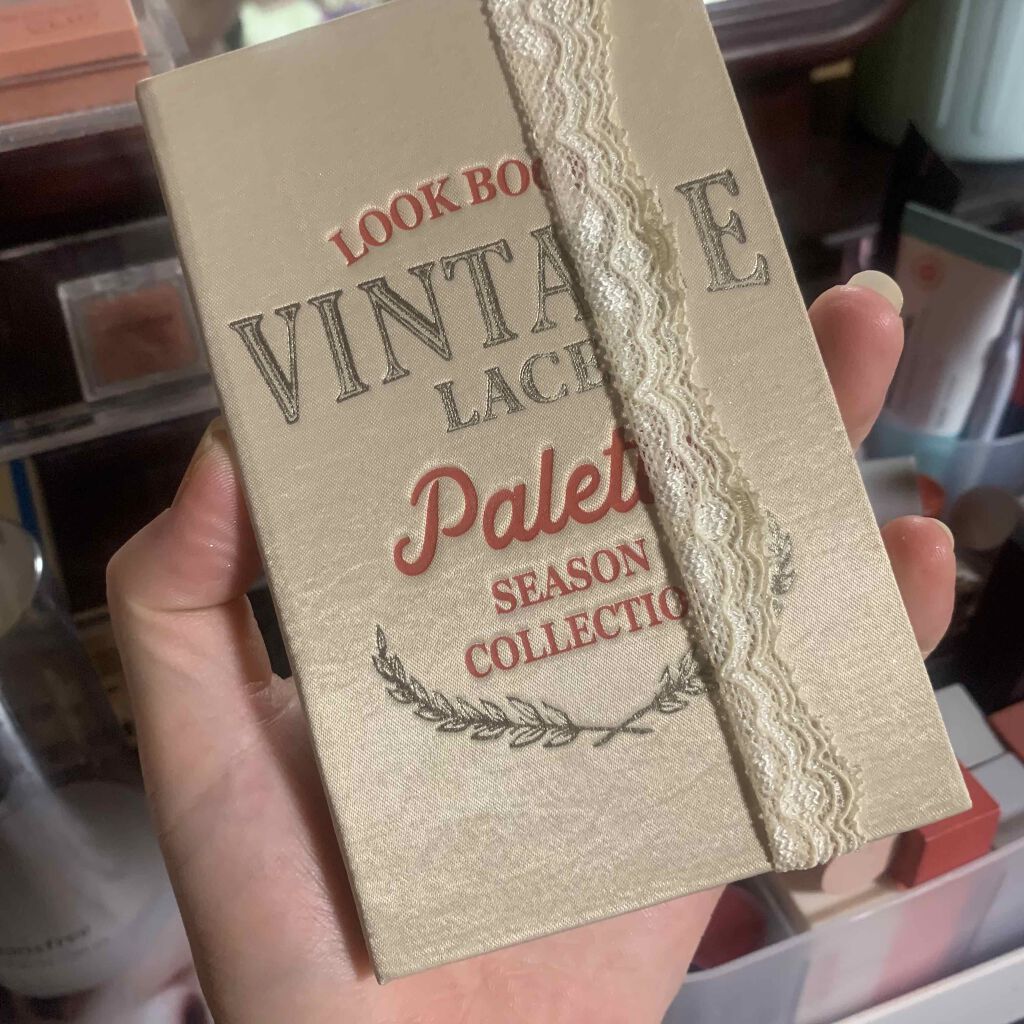 LOOK BOO
VINTA E
LACE
Palett
SEASON
COLLECTIO